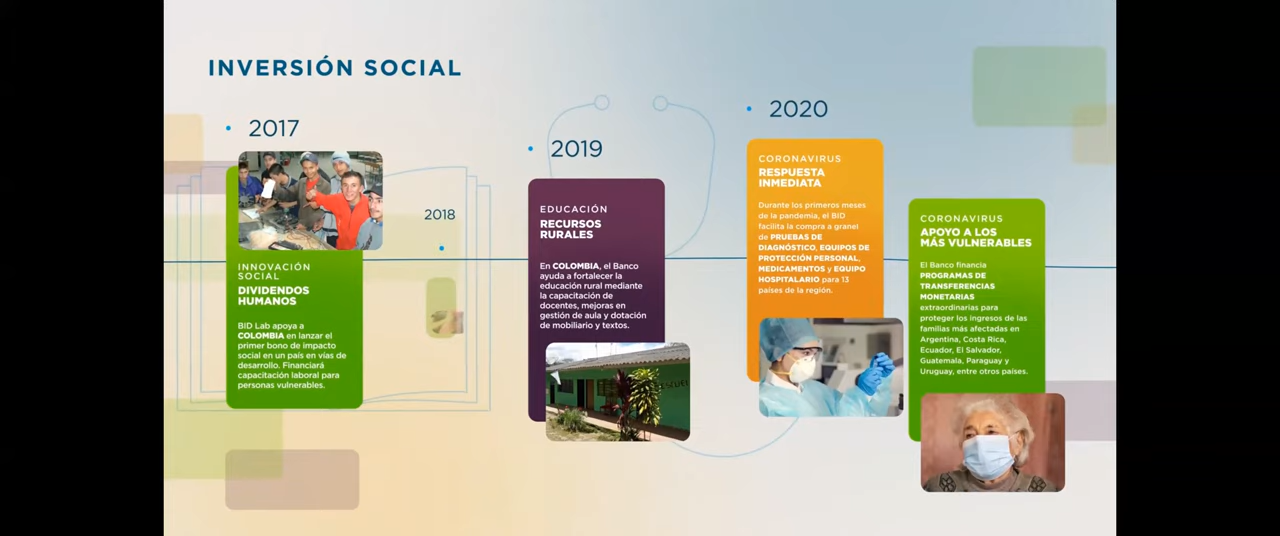 INVERSIÓN SOCIAL
2017
INNOVACIÓN
SOCIAL
DIVIDENDOS
HUMANOS
BID Lab apoya a
COLOMBIA en lanzar el
primer bono de impacto
social en un país en vías de
desarrollo. Financiará
capacitación laboral para
personas vulnerables.
2018
2019
EDUCACIÓN
RECURSOS
RURALES
En COLOMBIA, el Banco
ayuda a fortalecer la
educación rural mediante
la capacitación de
docentes, mejoras en
gestión de aula y dotación
de mobiliario y textos.
2020
CORONAVIRUS
RESPUESTA
INMEDIATA
Durante los primeros meses
de la pandemia, el BID
facilita la compra a granel
de PRUEBAS DE
DIAGNÓSTICO, EQUIPOS DE
PROTECCIÓN PERSONAL,
MEDICAMENTOS y EQUIPO
HOSPITALARIO para 13
países de la región.
CORONAVIRUS
APOYO A LOS
MÁS VULNERABLES
El Banco financia
PROGRAMAS DE
TRANSFERENCIAS
MONETARIAS
extraordinarias para
proteger los ingresos de las
familias más afectadas en
Argentina, Costa Rica,
Ecuador, El Salvador,
Guatemala, Paraguay y
Uruguay, entre otros países.